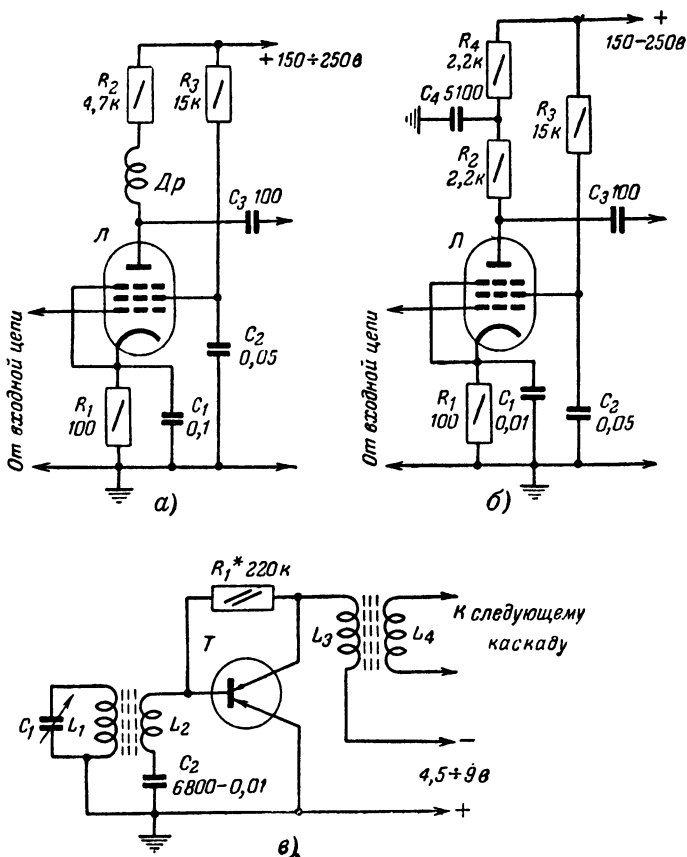 + 150÷250в
R₂
4,7к
R₃
15к
Др
C₃ 100
Л
От входной цепи
C₂
0,05
R₁
100
C₁
0,1
а)
+
150-250в
R₄
2,2к
C₄ 5100
R₃
15к
R₂
2,2к
C₃ 100
Л
От входной цепи
R₁
100
C₁
0,01
C₂
0,05
б)
R₁* 220к
Т
L₃
L₄
К следующему
каскаду
C₁
L₁
L₂
C₂
6800-0,01
−
4,5÷9в
+
в)